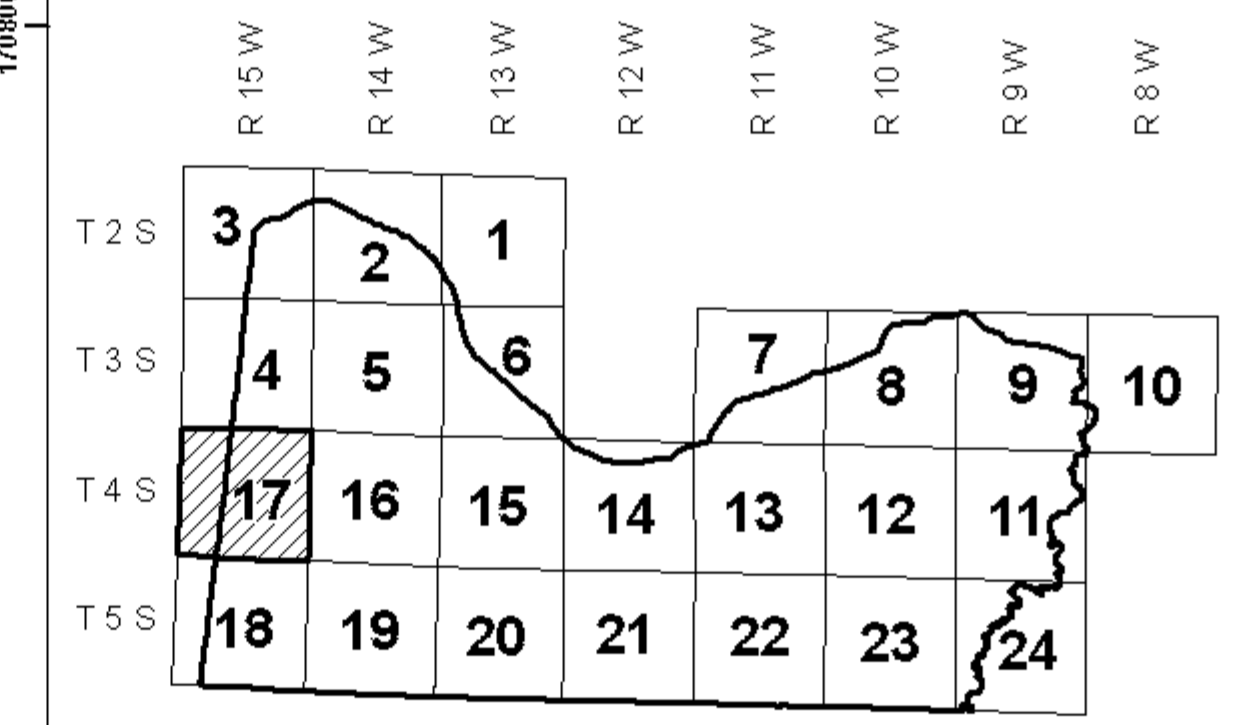 R 15 W R 14 W R 13 W R 12 W R 11 W R 10 W R 9 W R 8 W
T 2 S 3 2 1
T 3 S 4 5 6 7 8 9 10
T 4 S 17 16 15 14 13 12 11
T 5 S 18 19 20 21 22 23 24